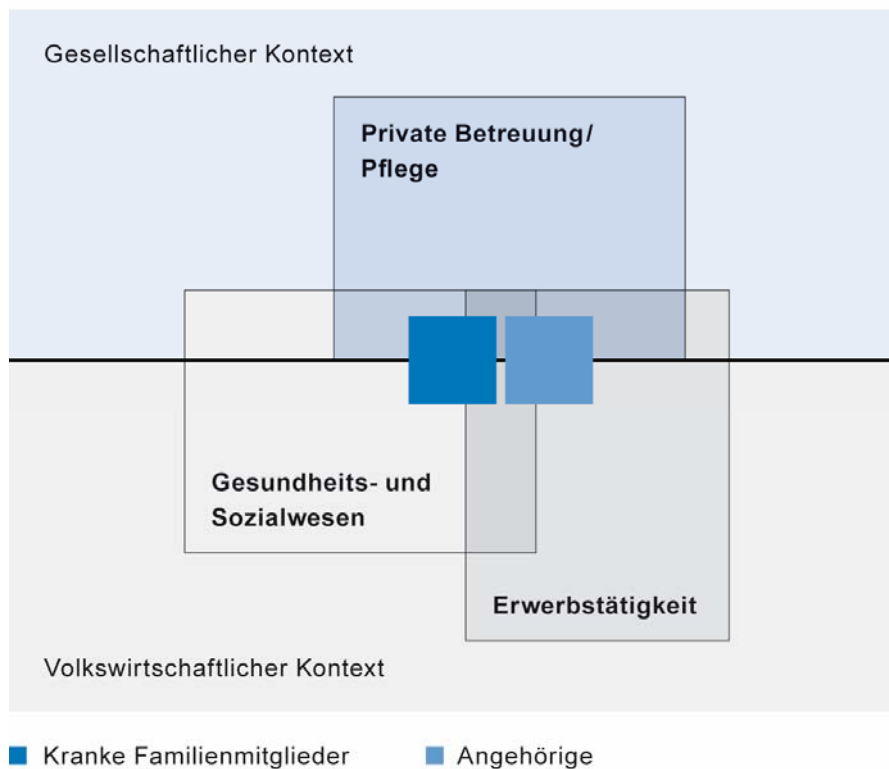 Gesellschaftlicher Kontext
Private Betreuung/
Pflege
Gesundheits- und
Sozialwesen
Erwerbstätigkeit
Volkswirtschaftlicher Kontext
Kranke Familienmitglieder
Angehörige